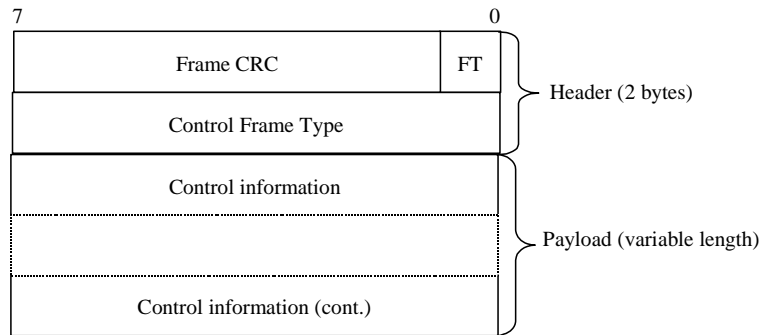 7 0
Frame CRC FT
Header (2 bytes)
Control Frame Type
Control information
Payload (variable length)
Control information (cont.)